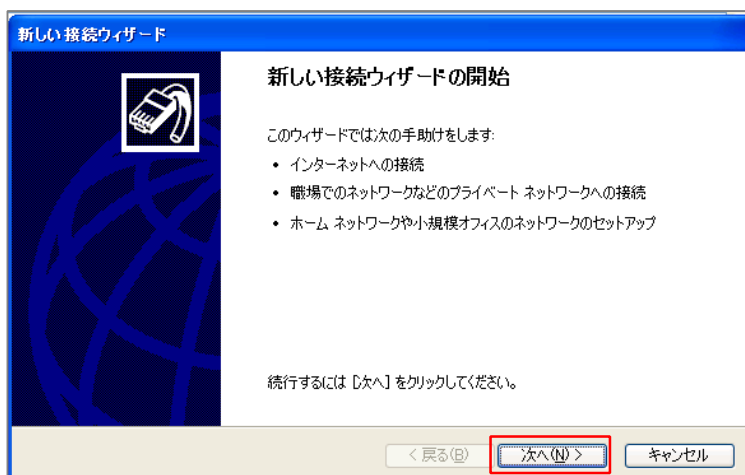 新しい接続ウィザード
新しい接続ウィザードの開始
このウィザードでは次の手助けをします:
• インターネットへの接続
• 職場でのネットワークなどのプライベート ネットワークへの接続
• ホーム ネットワークや小規模オフィスのネットワークのセットアップ
続行するには [次へ] をクリックしてください。
< 戻る(B) 次へ(N) > キャンセル